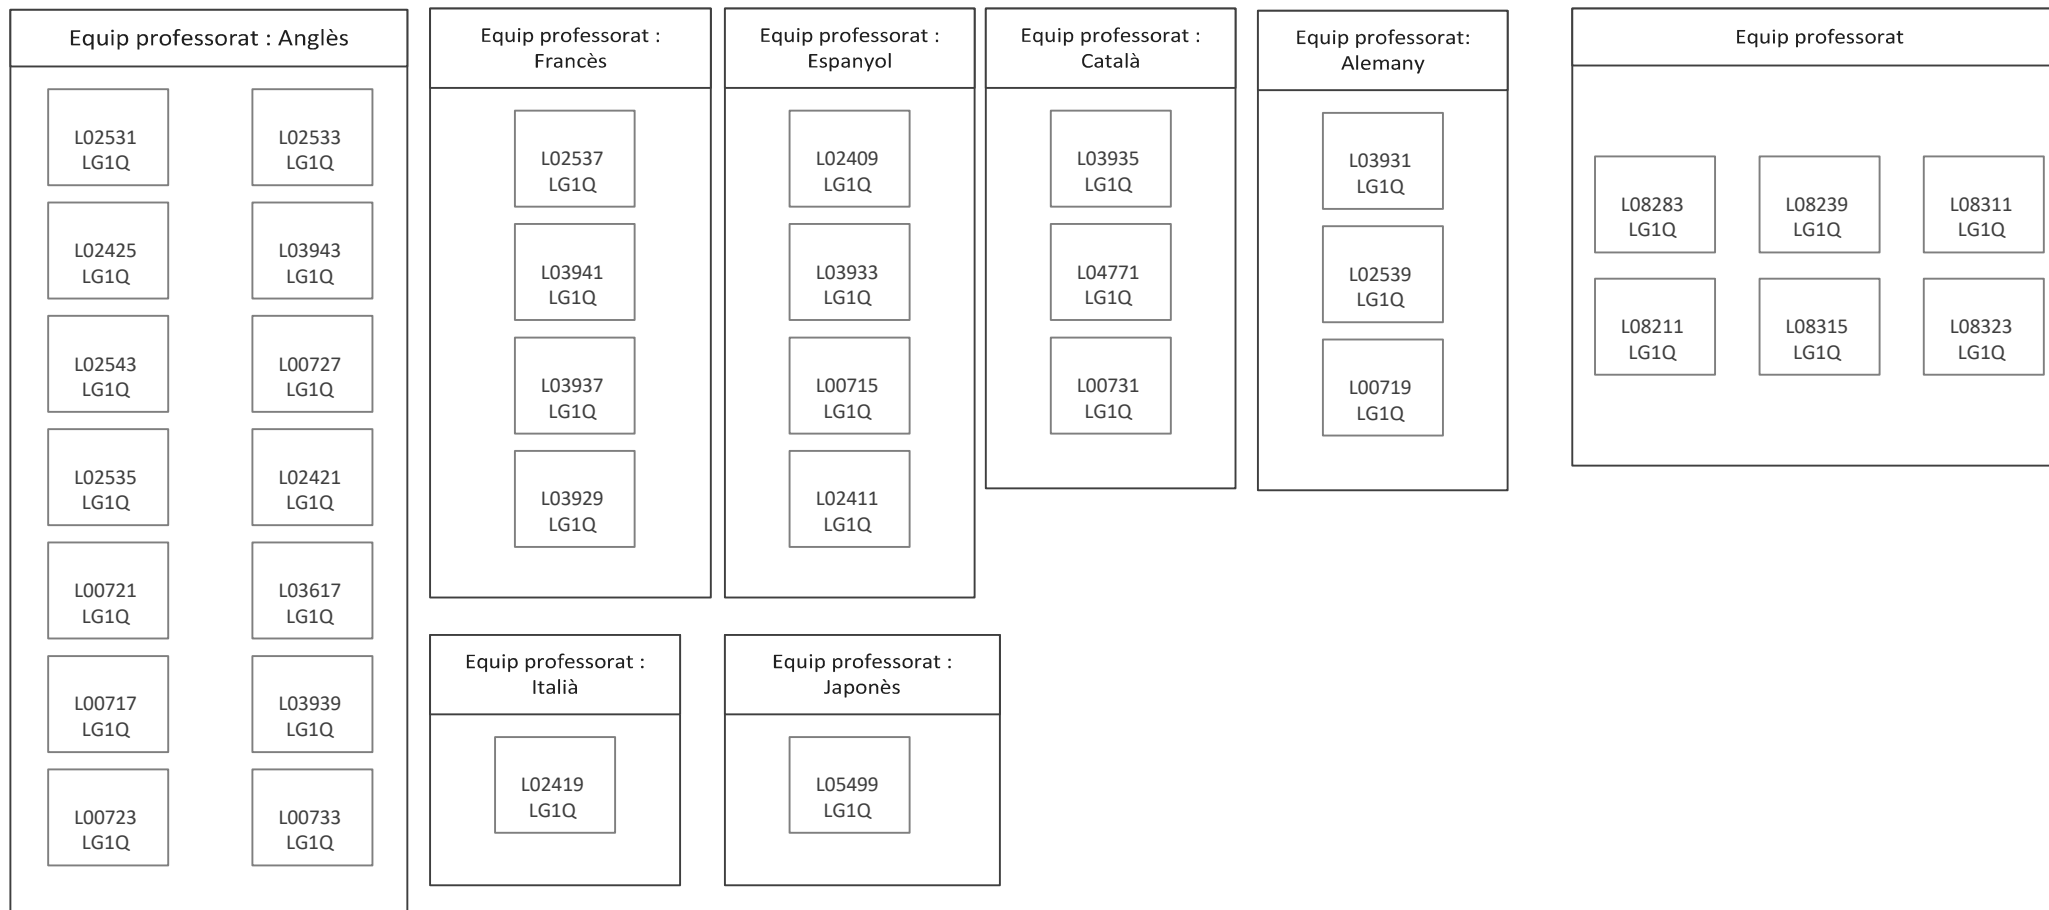 Equip professorat : Anglès
L02531
LG1Q
L02533
LG1Q
L02425
LG1Q
L03943
LG1Q
L02543
LG1Q
L00727
LG1Q
L02535
LG1Q
L02421
LG1Q
L00721
LG1Q
L03617
LG1Q
L00717
LG1Q
L03939
LG1Q
L00723
LG1Q
L00733
LG1Q
Equip professorat :
Francès
L02537
LG1Q
L03941
LG1Q
L03937
LG1Q
L03929
LG1Q
Equip professorat :
Espanyol
L02409
LG1Q
L03933
LG1Q
L00715
LG1Q
L02411
LG1Q
Equip professorat :
Català
L03935
LG1Q
L04771
LG1Q
L00731
LG1Q
Equip professorat:
Alemany
L03931
LG1Q
L02539
LG1Q
L00719
LG1Q
Equip professorat
L08283
LG1Q
L08239
LG1Q
L08311
LG1Q
L08211
LG1Q
L08315
LG1Q
L08323
LG1Q
Equip professorat :
Italià
L02419
LG1Q
Equip professorat :
Japonès
L05499
LG1Q